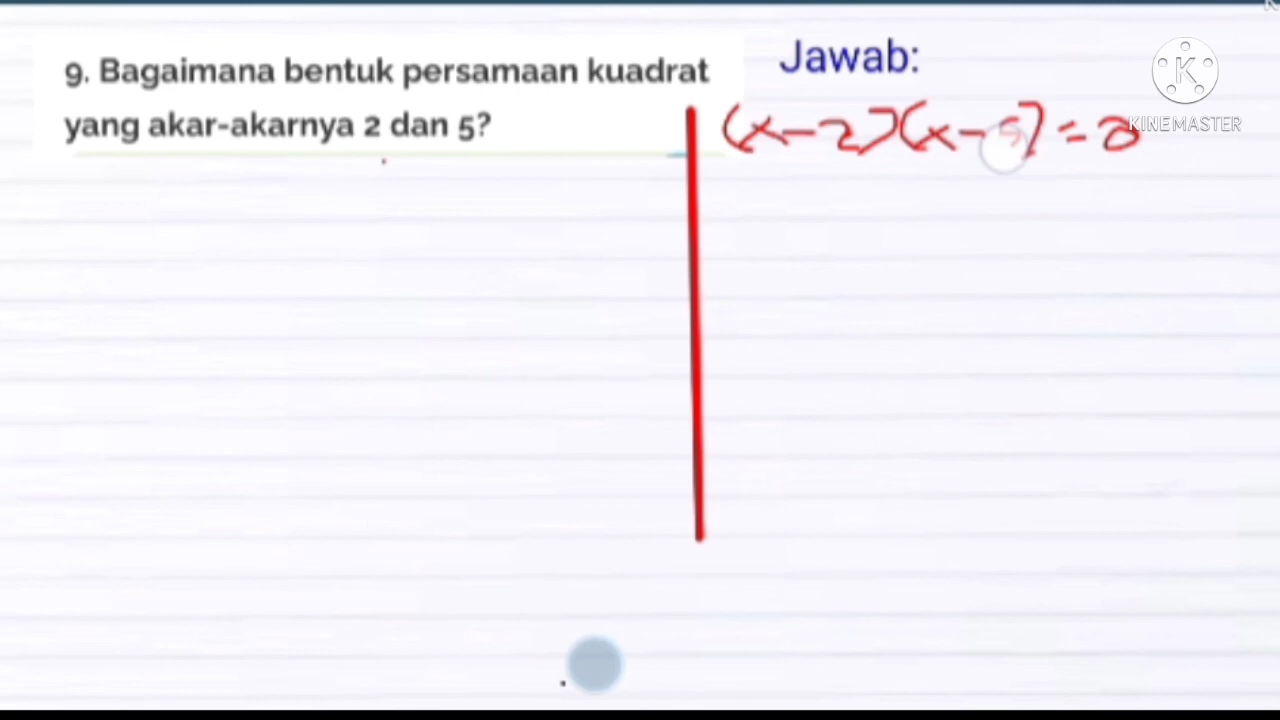 9. Bagaimana bentuk persamaan kuadrat
yang akar-akarnya 2 dan 5?
Jawab:
(x-2)(x-5)=0
K
KINEMASTER